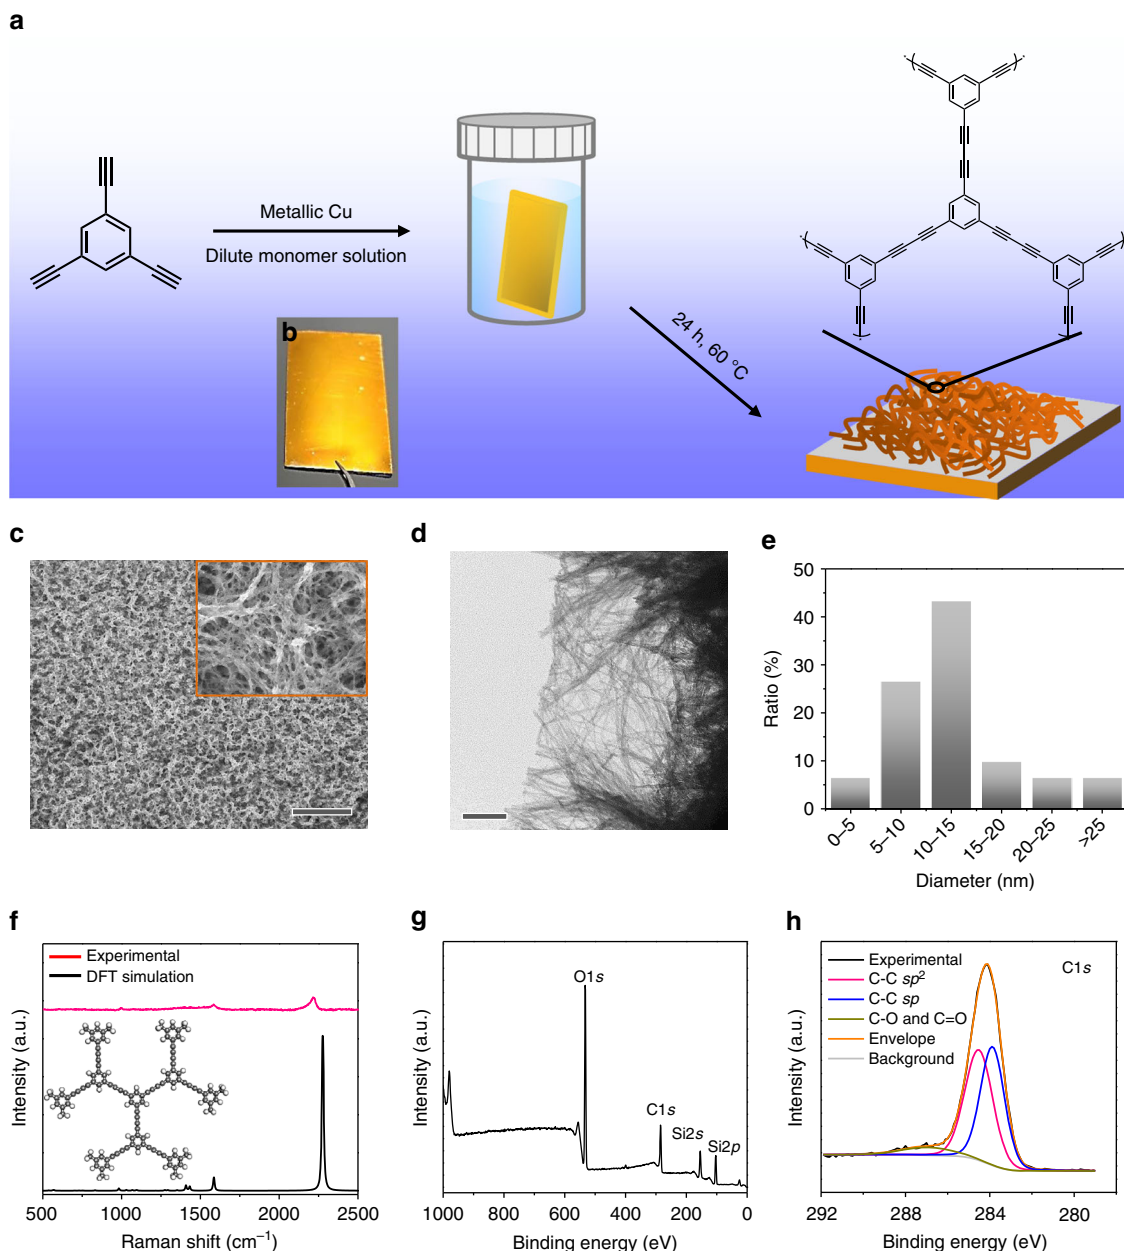 a
Metallic Cu
Dilute monomer solution
24 h, 60 °C
b
c
d
e
50
40
30
20
10
0
Ratio (%)
0–5
5–10
10–15
15–20
20–25
>25
Diameter (nm)
f
Experimental
DFT simulation
Intensity (a.u.)
500
1000
1500
2000
2500
Raman shift (cm⁻¹)
g
O1s
C1s
Si2s
Si2p
Intensity (a.u.)
1000
800
600
400
200
0
Binding energy (eV)
h
Experimental
C-C sp²
C-C sp
C-O and C=O
Envelope
Background
C1s
Intensity (a.u.)
292
288
284
280
Binding energy (eV)